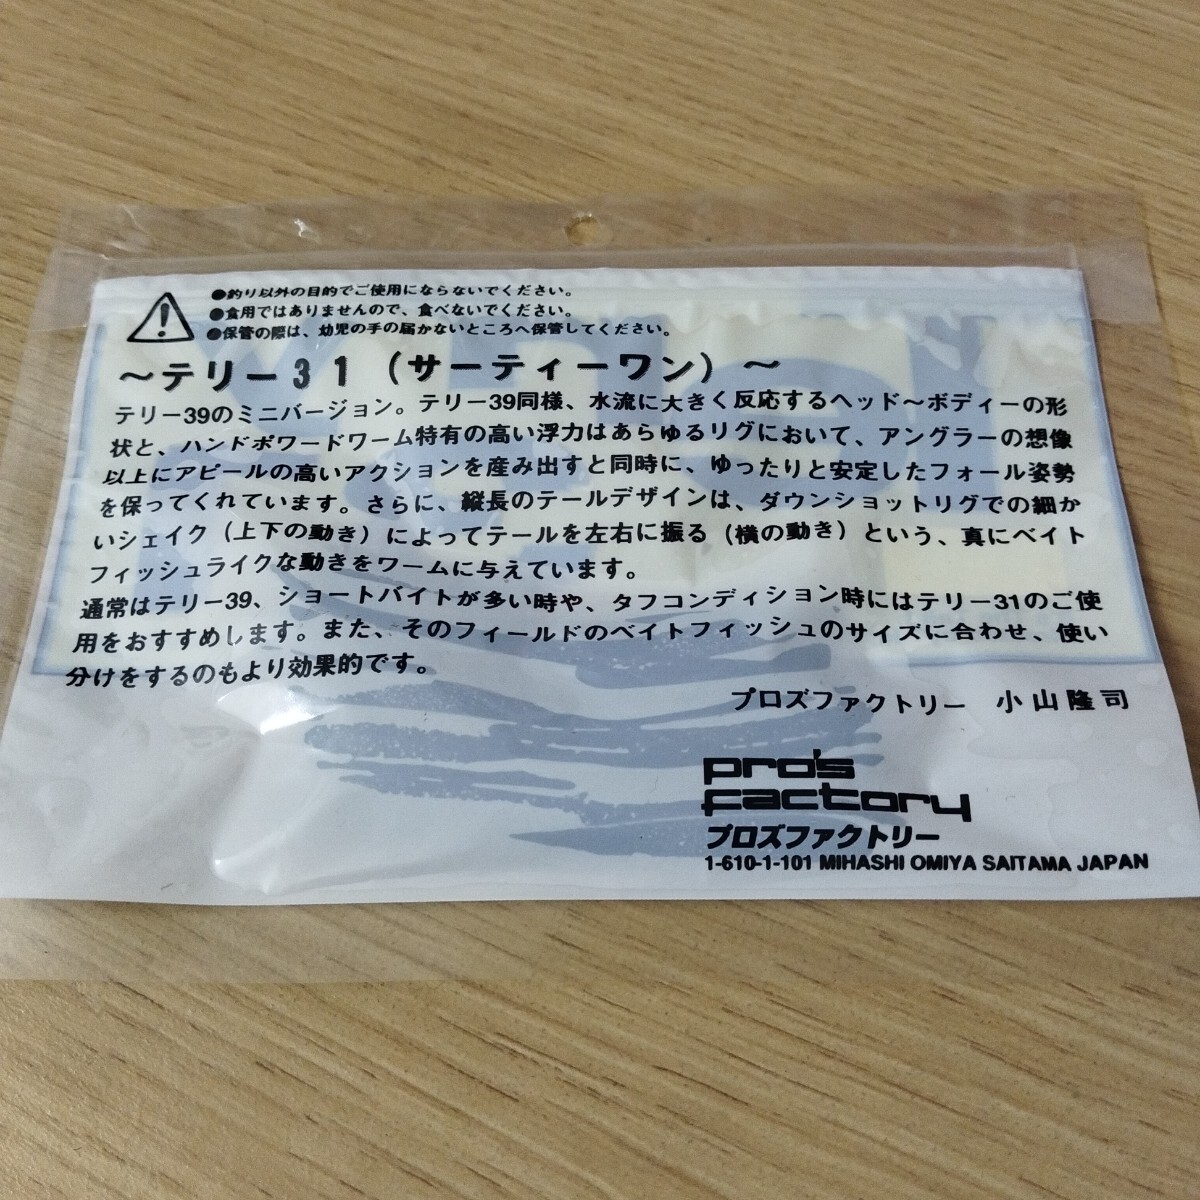 ●釣り以外の目的でご使用にならないでください。
●食用ではありませんので、食べないでください。
●保管の際は、幼児の手の届かないところへ保管してください。
～テリー31（サーティーワン）～
テリー39のミニバージョン。テリー39同様、水流に大きく反応するヘッド～ボディーの形
状と、ハンドポワードワーム特有の高い浮力はあらゆるリグにおいて、アングラーの想像
以上にアピールの高いアクションを産み出すと同時に、ゆったりと安定したフォール姿勢
を保ってくれています。さらに、縦長のテールデザインは、ダウンショットリグでの細か
いシェイク（上下の動き）によってテールを左右に振る（横の動き）という、真にベイト
フィッシュライクな動きをワームに与えています。
通常はテリー39、ショートバイトが多い時や、タフコンディション時にはテリー31のご使
用をおすすめします。また、そのフィールドのベイトフィッシュのサイズに合わせ、使い
分けをするのもより効果的です。
プロズファクトリー　小山隆司
pro's
factory
プロズファクトリー
1-610-1-101 MIHASHI OMIYA SAITAMA JAPAN